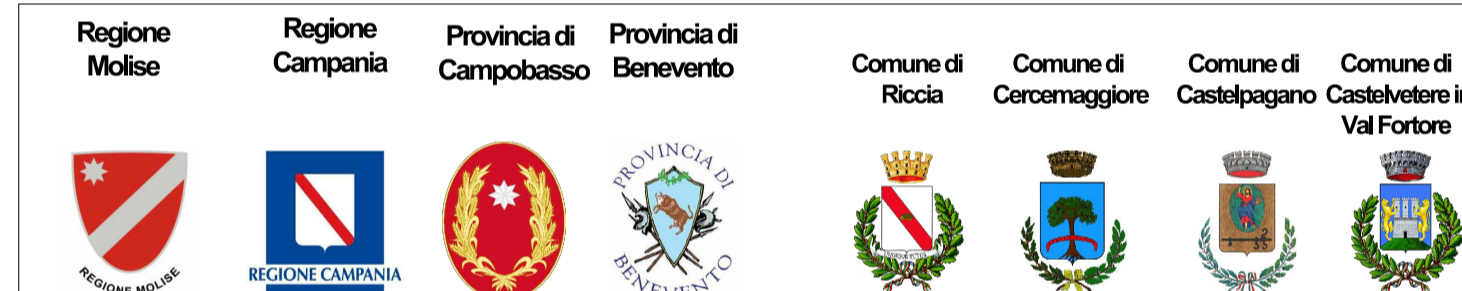 Regione
Molise
Regione
Campania
Provincia di
Campobasso
Provincia di
Benevento
Comune di
Riccia
Comune di
Cercemaggiore
Comune di
Castelpagano
Comune di
Castelvetere in
Val Fortore
REGIONE MOLISE
REGIONE CAMPANIA
PROVINCIA DI
BENEVENTO